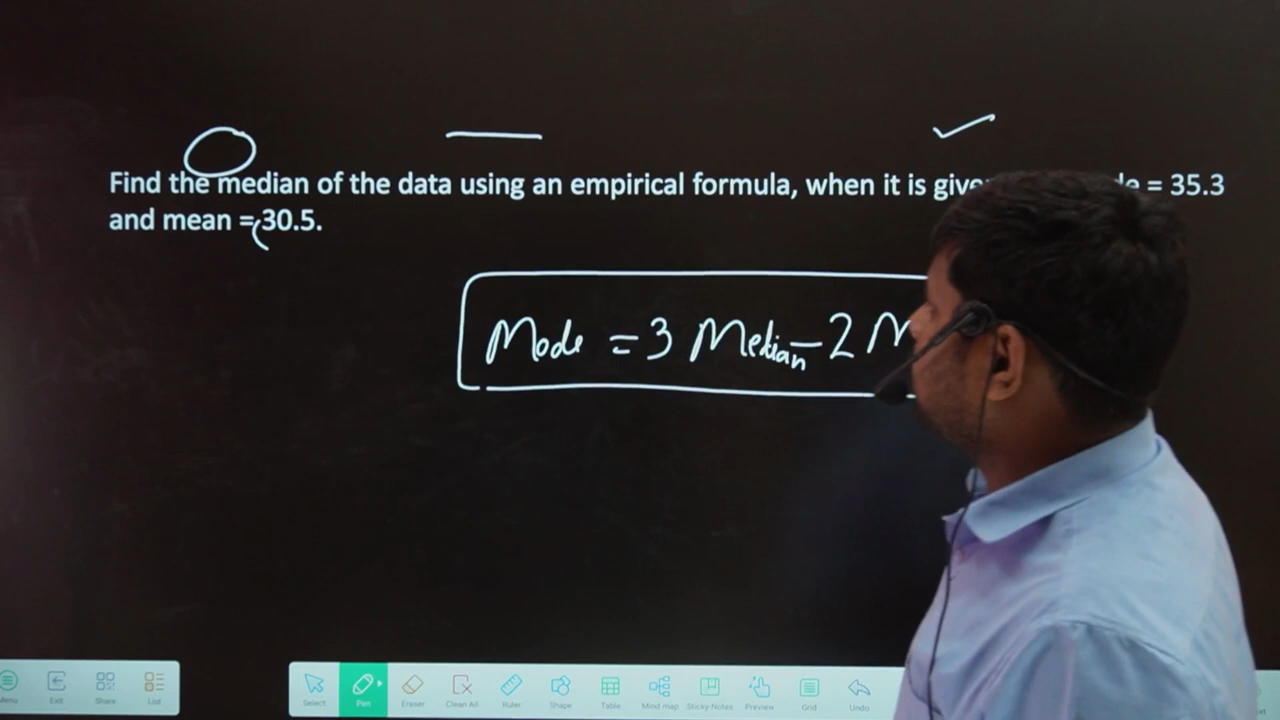 Find the median of the data using an empirical formula, when it is = 35.3
and mean = 30.5.
Mode = 3 Median - 2
Menu Exit Share List Select Pen Eraser Clean All Ruler Shape Table Mind map Sticky-Notes Preview Grid Undo